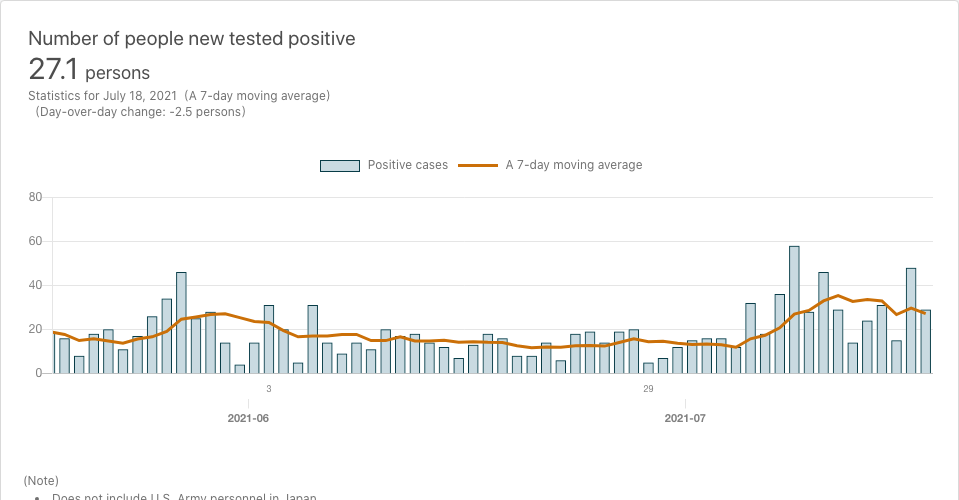 Number of people new tested positive
27.1 persons
Statistics for July 18, 2021 (A 7-day moving average)
(Day-over-day change: -2.5 persons)
Positive cases
A 7-day moving average
80
60
40
20
0
3
29
2021-06
2021-07
(Note)
• Does not include U.S. Army personnel in Japan